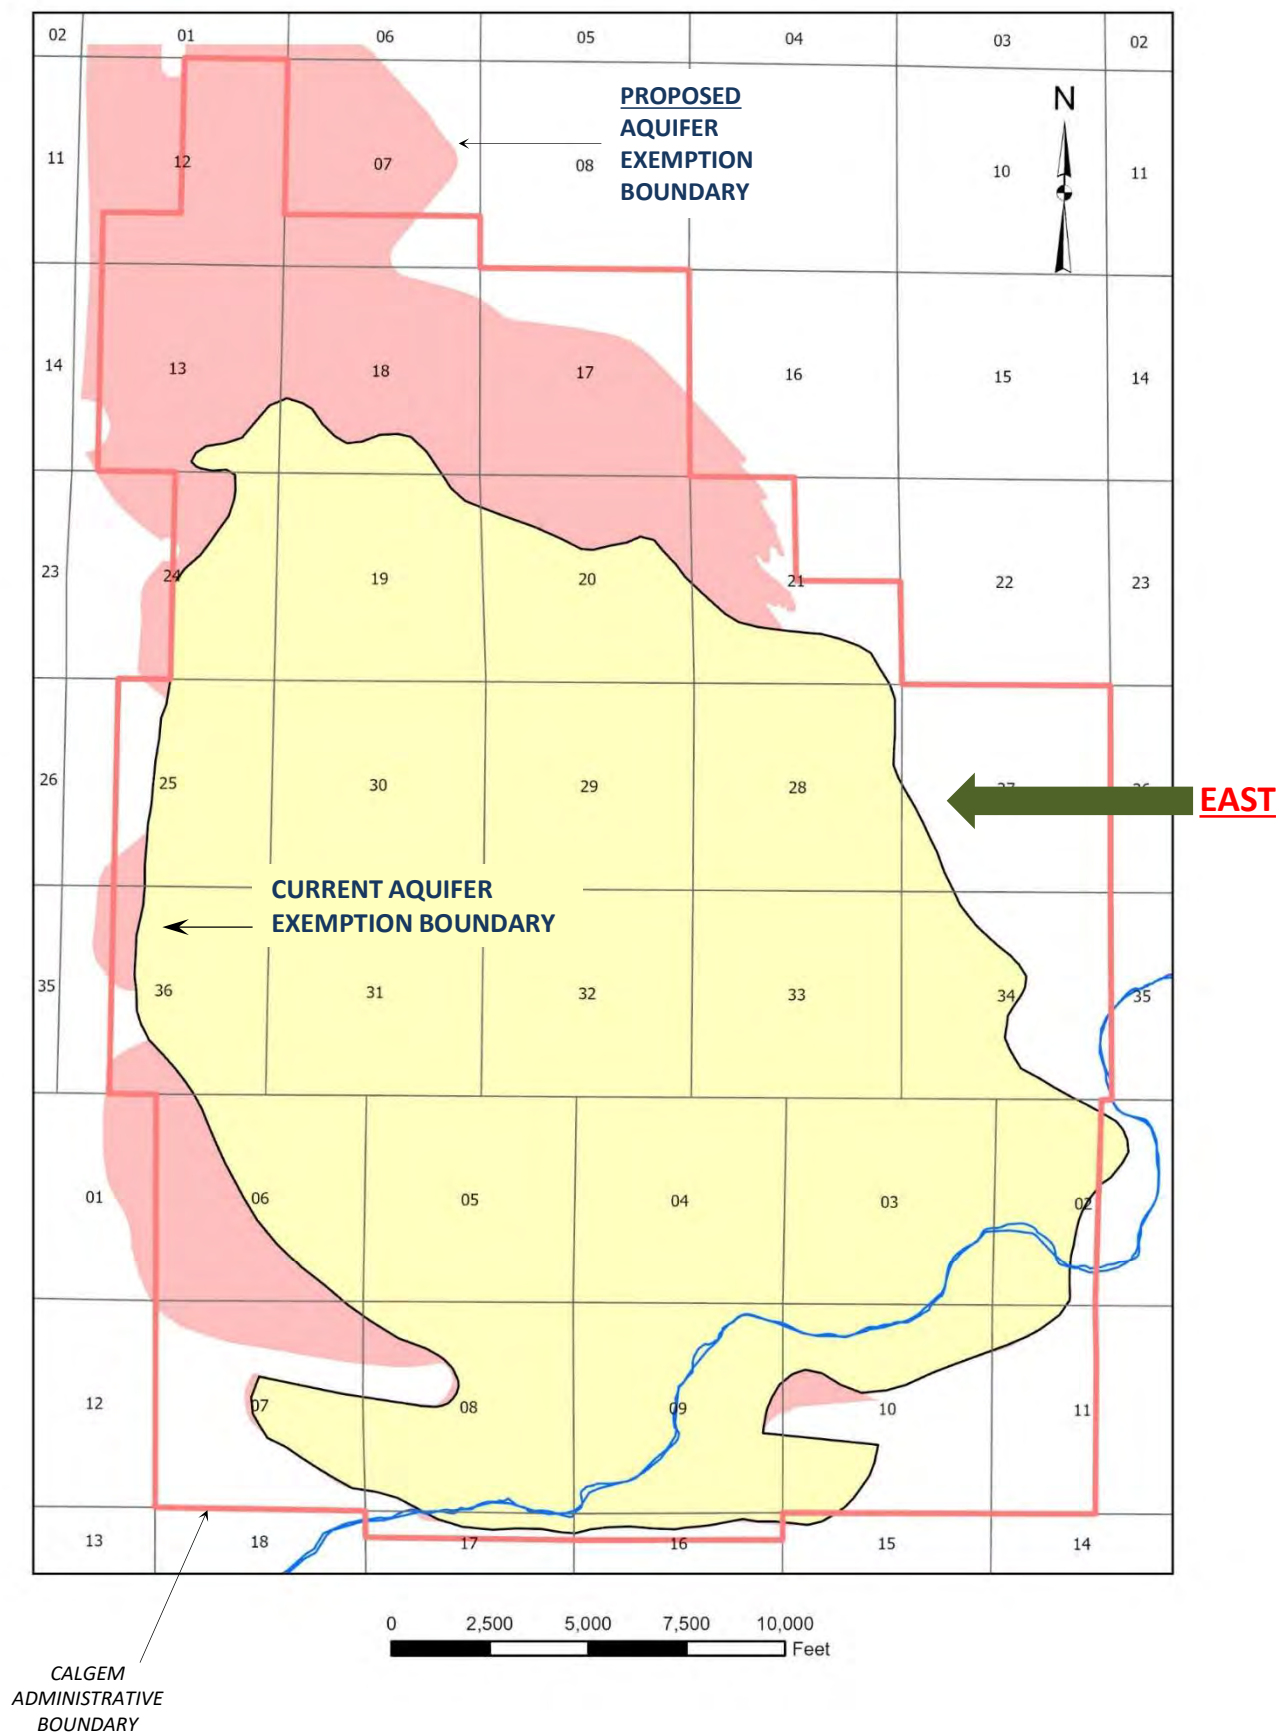 02 01 06 05 04 03 02
PROPOSED
AQUIFER
EXEMPTION
BOUNDARY
N
11 12 07 08 10 11
14 13 18 17 16 15 14
23 24 19 20 21 22 23
26 25 30 29 28 27
EAST
CURRENT AQUIFER
EXEMPTION BOUNDARY
35 36 31 32 33 34 35
01 06 05 04 03 02
12 07 08 09 10 11
13 18 17 16 15 14
0 2,500 5,000 7,500 10,000
Feet
CALGEM
ADMINISTRATIVE
BOUNDARY